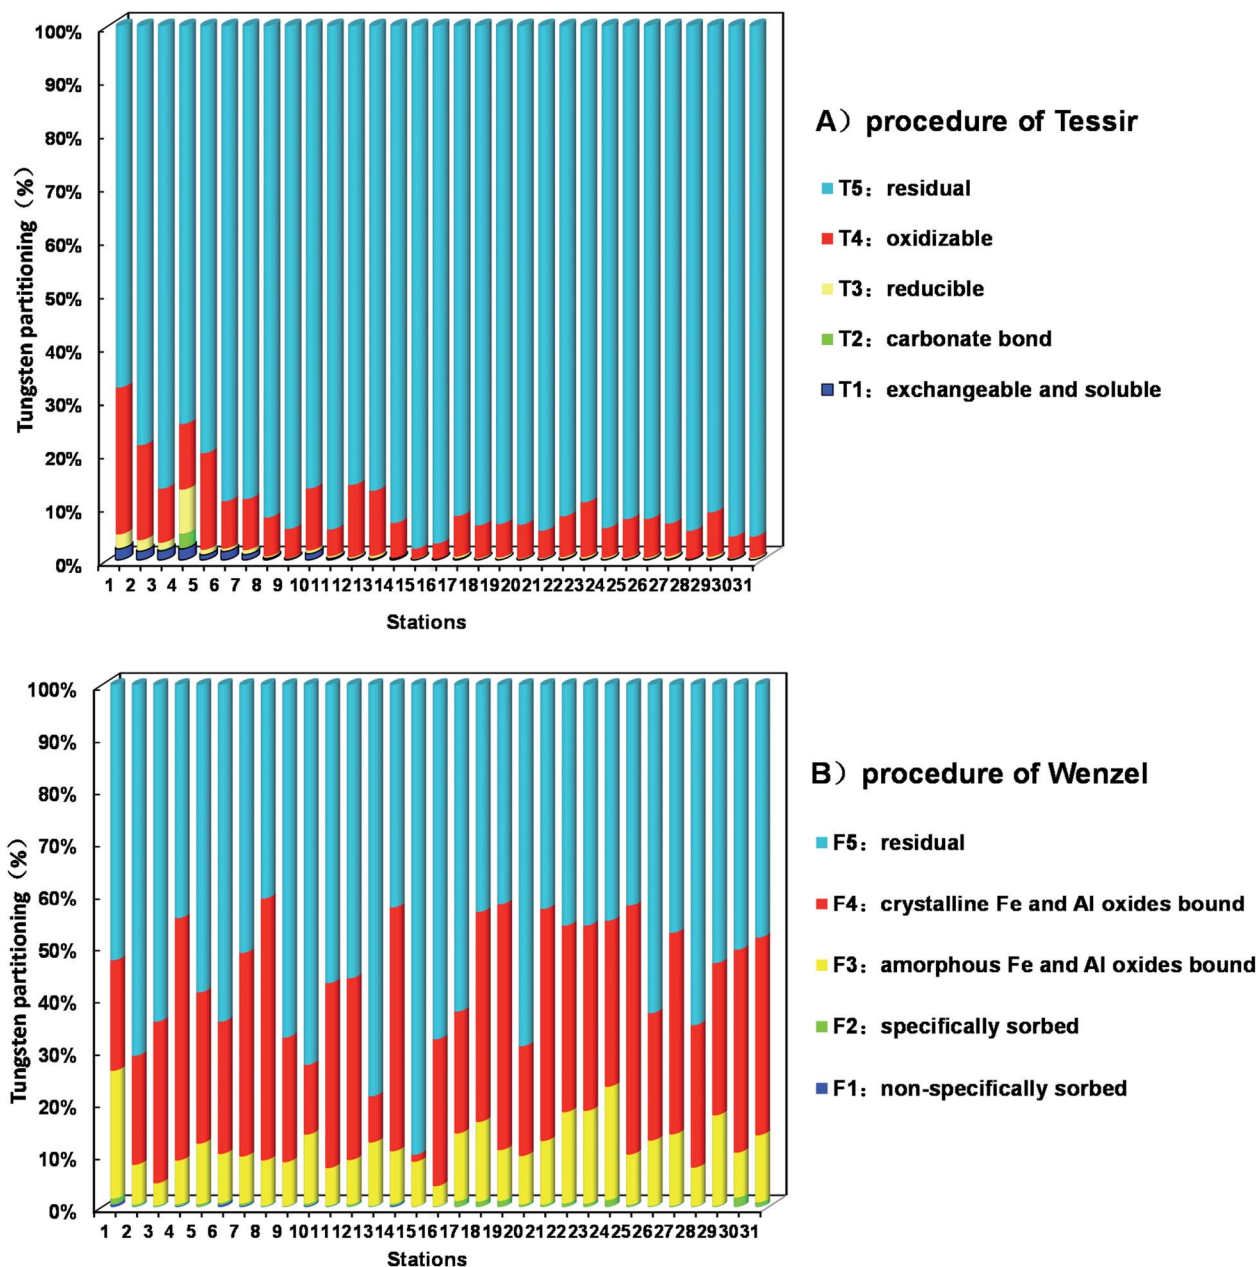 100%
90%
80%
70%
60%
50%
40%
30%
20%
10%
0%
Tungsten partitioning（%）
1 2 3 4 5 6 7 8 9 10 11 12 13 14 15 16 17 18 19 20 21 22 23 24 25 26 27 28 29 30 31
Stations
A）procedure of Tessir
T5：residual
T4：oxidizable
T3：reducible
T2：carbonate bond
T1：exchangeable and soluble
100%
90%
80%
70%
60%
50%
40%
30%
20%
10%
0%
Tungsten partitioning（%）
1 2 3 4 5 6 7 8 9 10 11 12 13 14 15 16 17 18 19 20 21 22 23 24 25 26 27 28 29 30 31
Stations
B）procedure of Wenzel
F5：residual
F4：crystalline Fe and Al oxides bound
F3：amorphous Fe and Al oxides bound
F2：specifically sorbed
F1：non-specifically sorbed